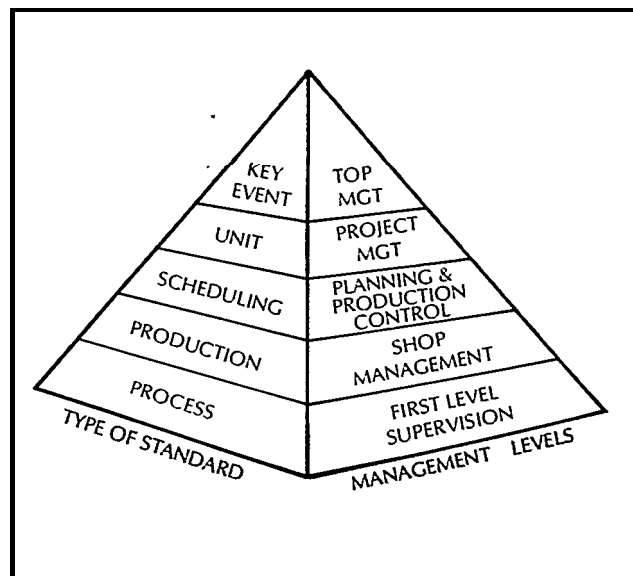 KEY
EVENT
TOP
MGT
UNIT
PROJECT
MGT
SCHEDULING
PLANNING &
PRODUCTION
CONTROL
PRODUCTION
SHOP
MANAGEMENT
PROCESS
FIRST LEVEL
SUPERVISION
TYPE OF STANDARD
MANAGEMENT LEVELS